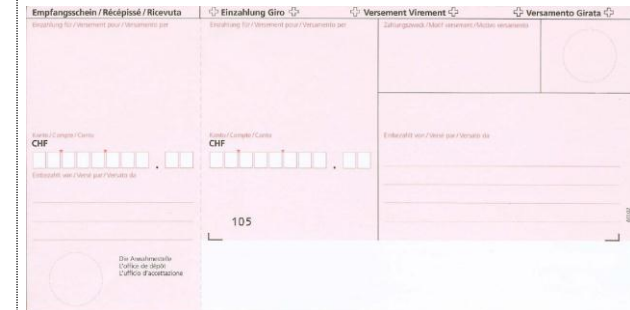 Empfangsschein / Récépissé / Ricevuta
Einzahlung Giro
Versement Virement
Versamento Girata
Einzahlung für / Versement pour / Versamento per
Einzahlung für / Versement pour / Versamento per
Zahlungszweck / Motif versement / Motivo versamento
Konto / Compte / Conto
CHF
Konto / Compte / Conto
CHF
Einbezahlt von / Versé par / Versato da
Einbezahlt von / Versé par / Versato da
105
Die Annahmestelle
L'office de dépôt
L'ufficio d'accettazione